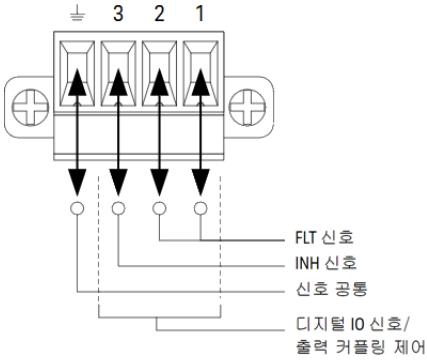 ⏚ 3 2 1
FLT 신호
INH 신호
신호 공통
디지털 IO 신호/
출력 커플링 제어